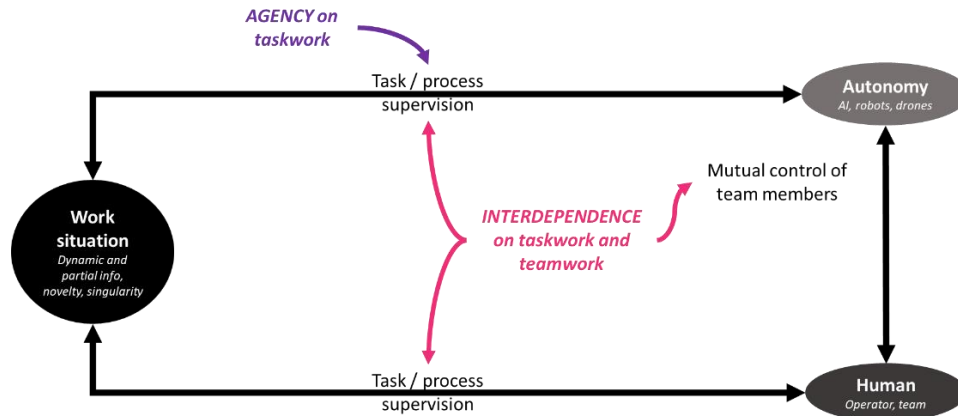 AGENCY on
taskwork
Task / process
supervision
Autonomy
AI, robots, drones
Mutual control of
team members
Work
situation
Dynamic and
partial info,
novelty, singularity
INTERDEPENDENCE
on taskwork and
teamwork
Task / process
supervision
Human
Operator, team